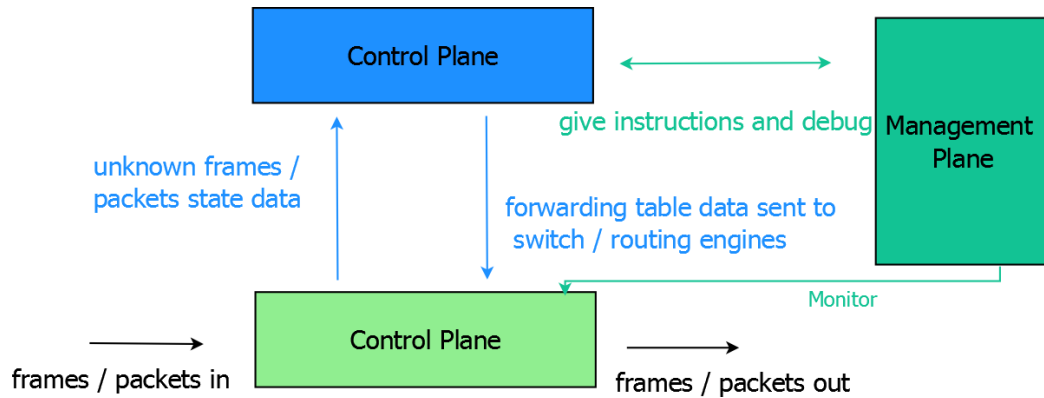 Control Plane
give instructions and debug
Management
Plane
unknown frames /
packets state data
forwarding table data sent to
switch / routing engines
Monitor
Control Plane
frames / packets in
frames / packets out